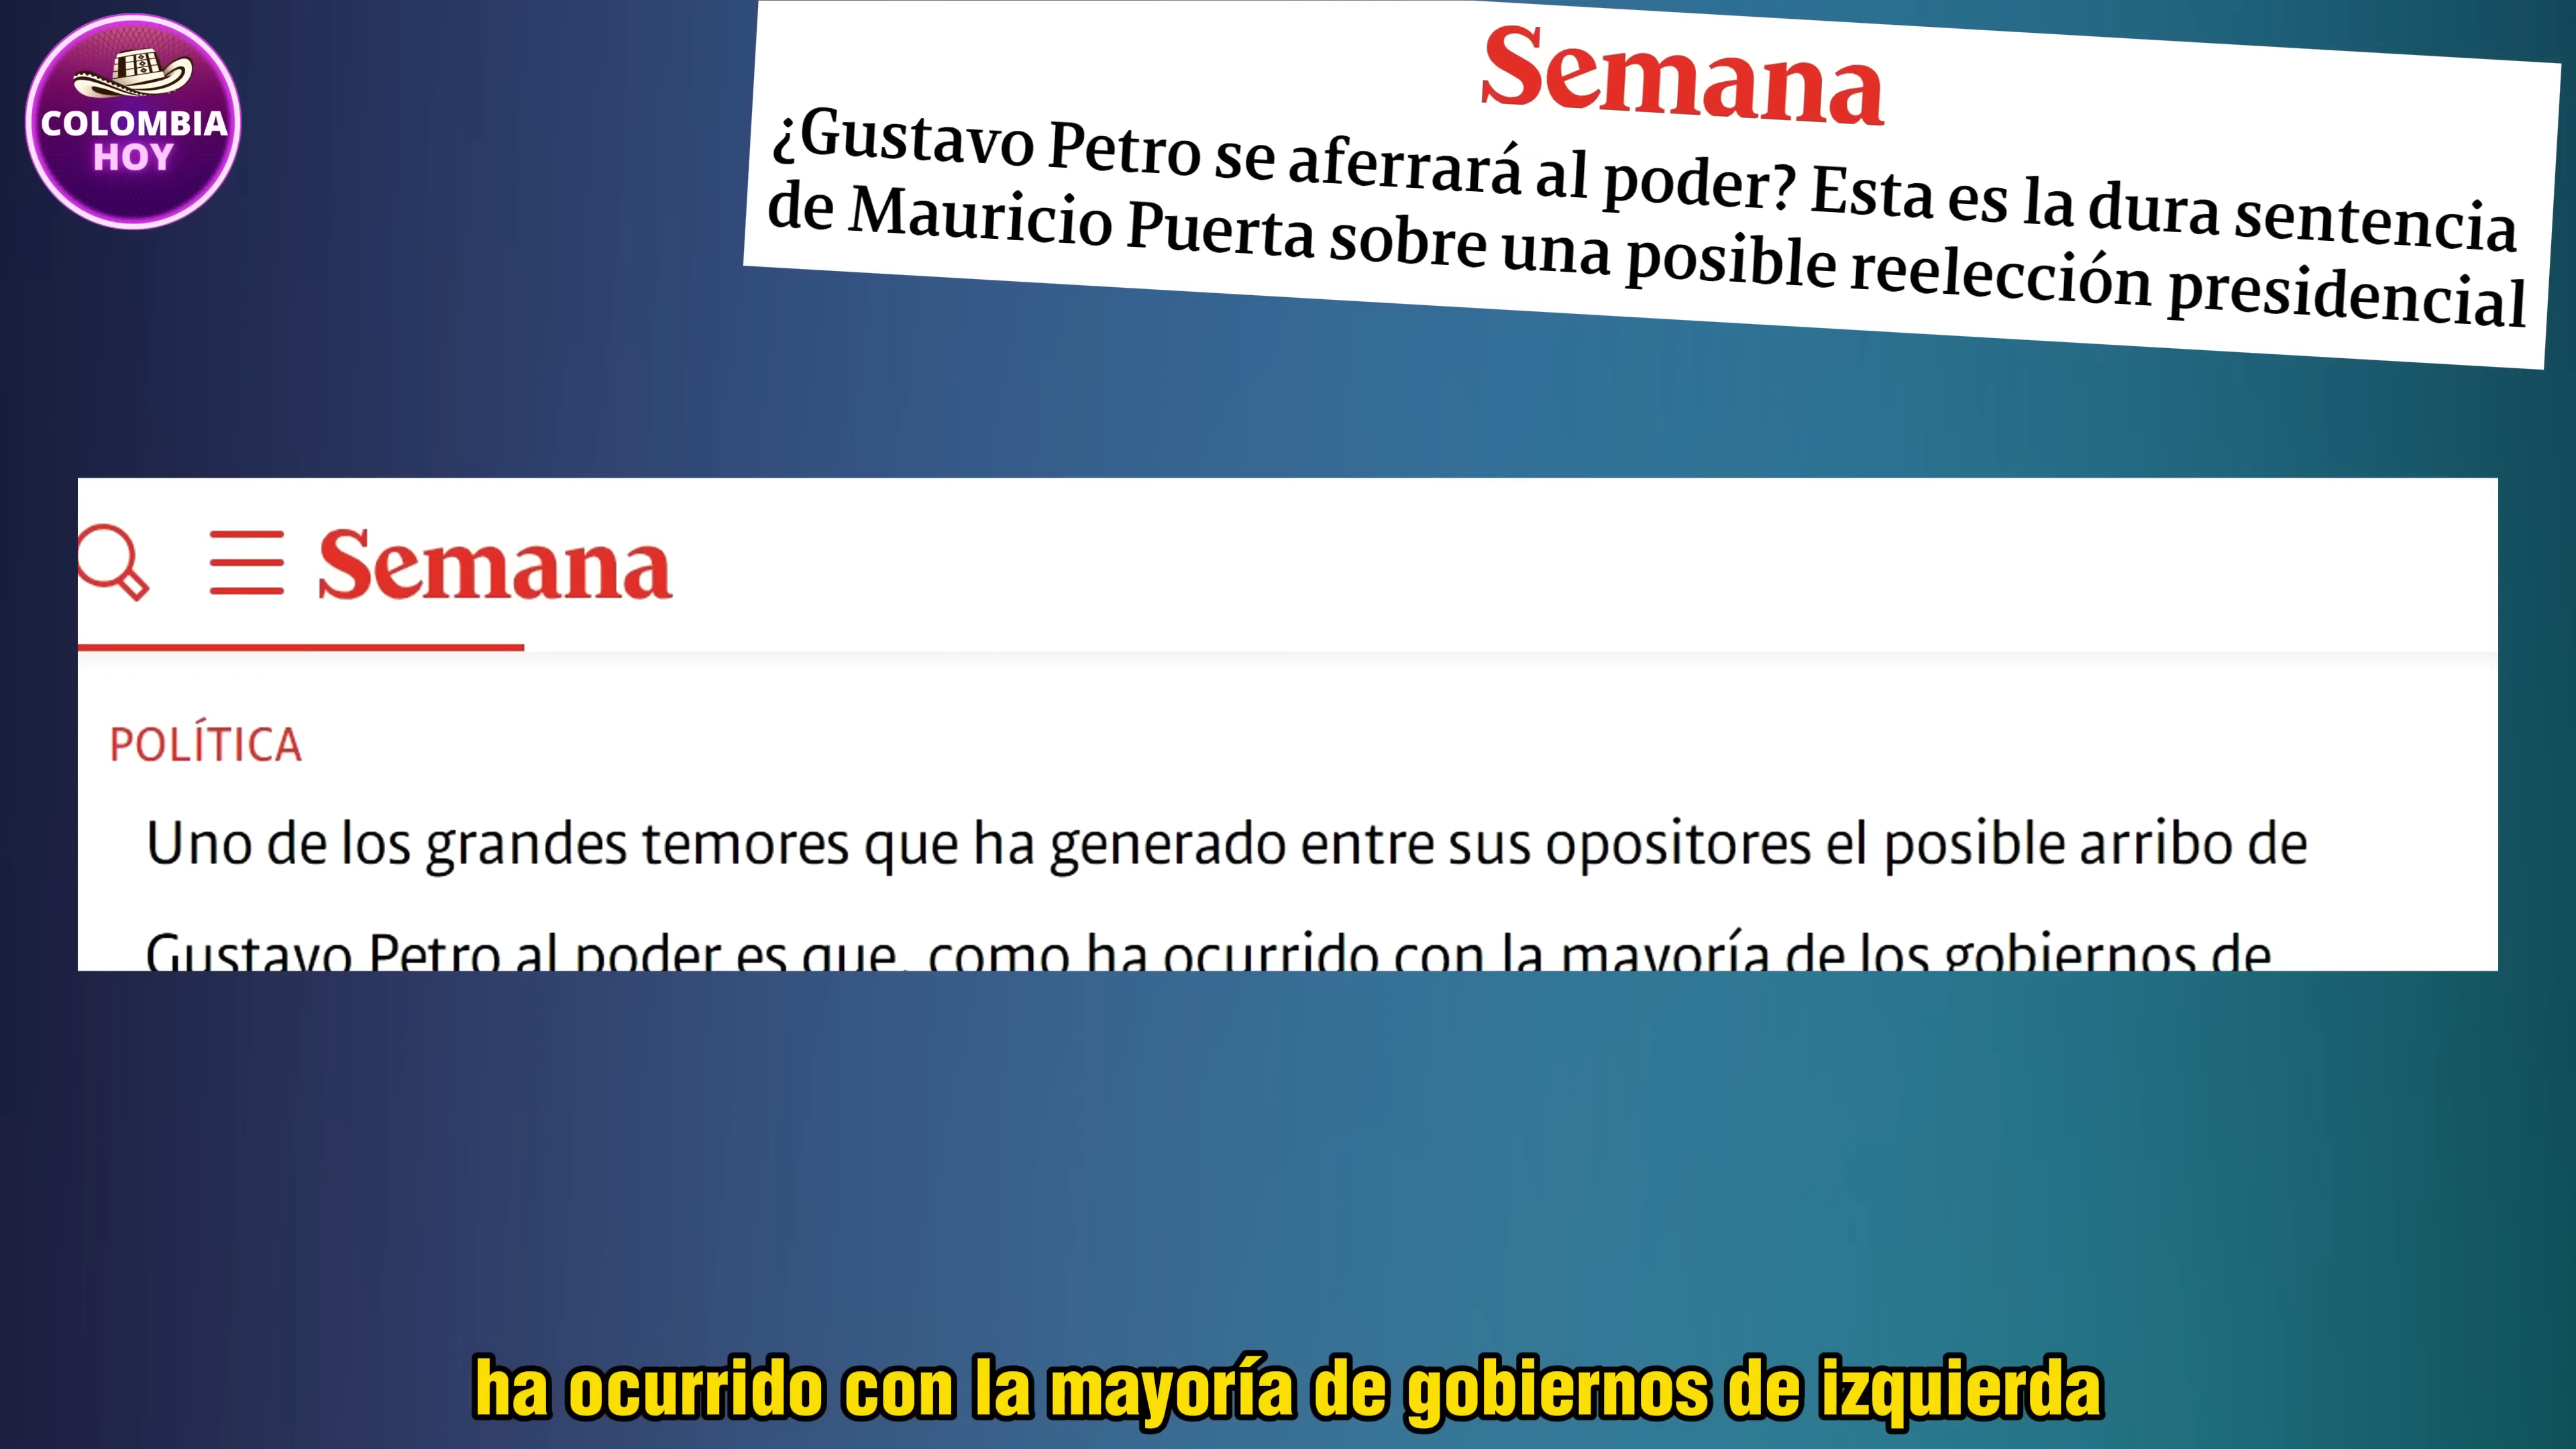 COLOMBIA
HOY
Semana
¿Gustavo Petro se aferrará al poder? Esta es la dura sentencia
de Mauricio Puerta sobre una posible reelección presidencial
Semana
POLÍTICA
Uno de los grandes temores que ha generado entre sus opositores el posible arribo de
Gustavo Petro al poder es que, como ha ocurrido con la mayoría de los gobiernos de
ha ocurrido con la mayoría de gobiernos de izquierda